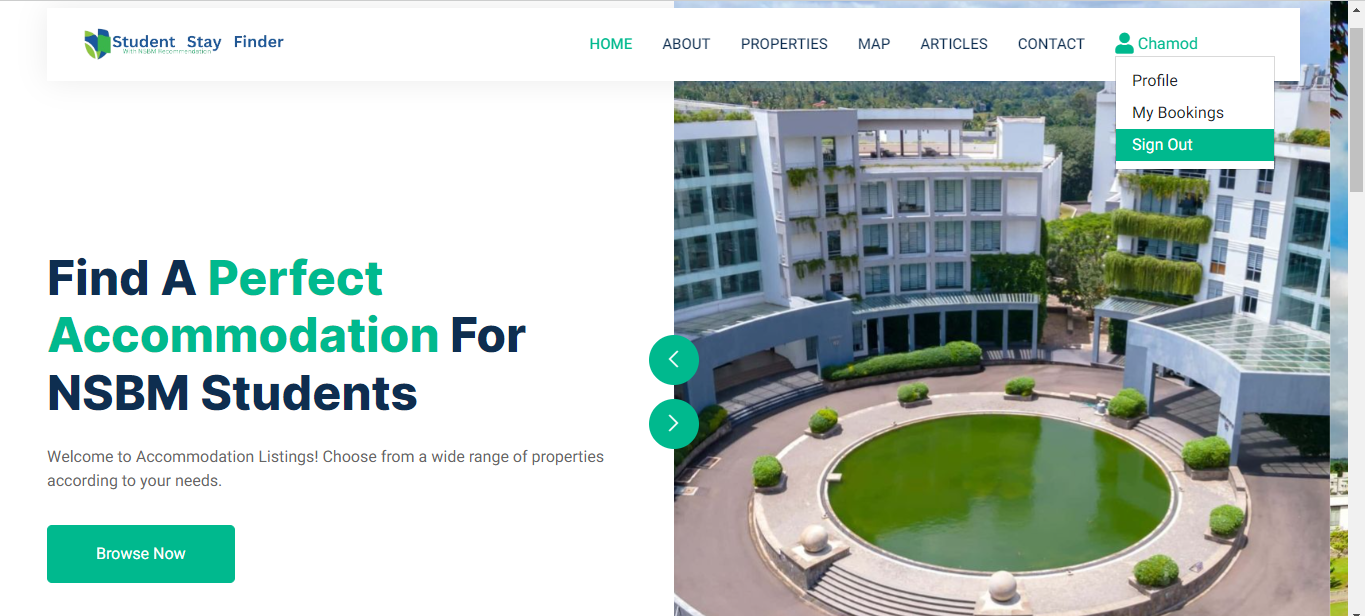 Student Stay Finder
With NSBM Recommendation
HOME ABOUT PROPERTIES MAP ARTICLES CONTACT Chamod
Profile
My Bookings
Sign Out
Find A Perfect
Accommodation For
NSBM Students
Welcome to Accommodation Listings! Choose from a wide range of properties
according to your needs.
Browse Now